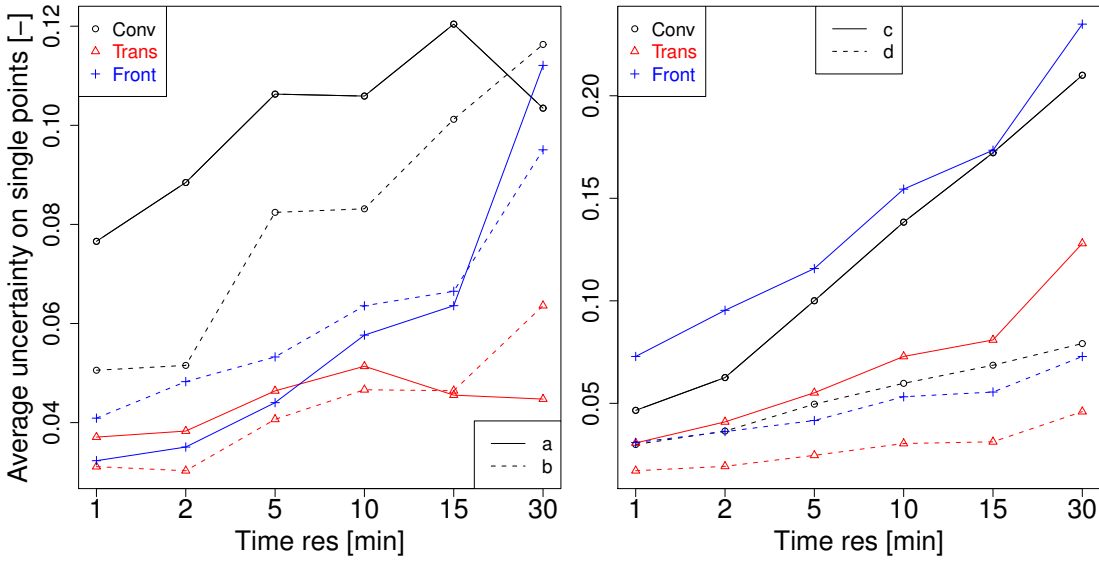 Average uncertainty on single points [−]
0.12
0.10
0.08
0.06
0.04
Conv
Trans
Front
a
b
1 2 5 10 15 30
Time res [min]
0.20
0.15
0.10
0.05
Conv
Trans
Front
c
d
1 2 5 10 15 30
Time res [min]